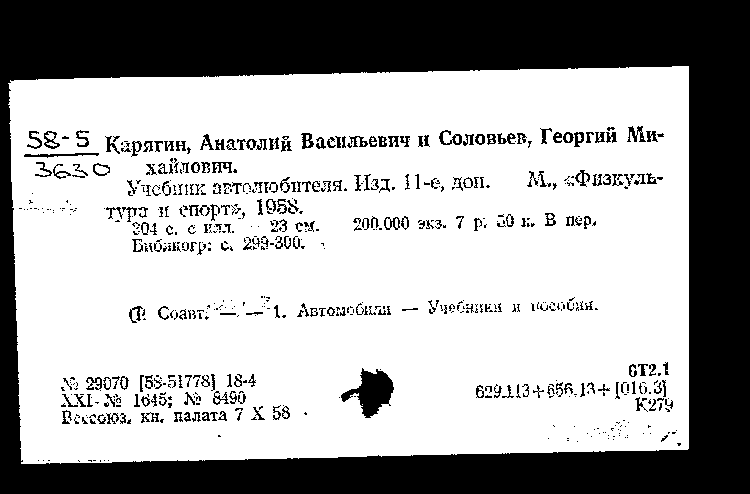 58-5
3630
Карягин, Анатолий Васильевич и Соловьев, Георгий Ми-
хайлович.
Учебник автолюбителя. Изд. 11-е, доп. М., «Физкуль-
тура и спорт», 1958.
304 с. с илл. 23 см. 200.000 экз. 7 р. 50 к. В пер.
Библиогр: с. 299-300.
Соавт. — — 1. Автомобили — Учебники и пособия.
№ 29070 [58-51778] 18-4
XXI-№ 1645; № 8490
Всесоюз. кн. палата 7 X 58
6Т2.1
629.113+656.13+[016.3]
К279